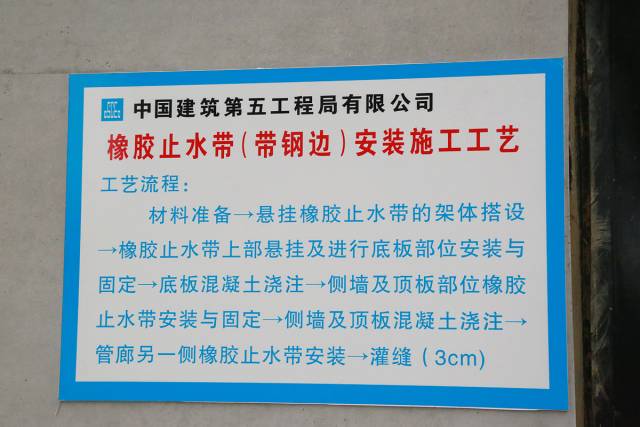 中国建筑第五工程局有限公司
橡胶止水带(带钢边)安装施工工艺
工艺流程:
材料准备→悬挂橡胶止水带的架体搭设
→橡胶止水带上部悬挂及进行底板部位安装与
固定→底板混凝土浇注→侧墙及顶板部位橡胶
止水带安装与固定→侧墙及顶板混凝土浇注→
管廊另一侧橡胶止水带安装→灌缝(3cm)